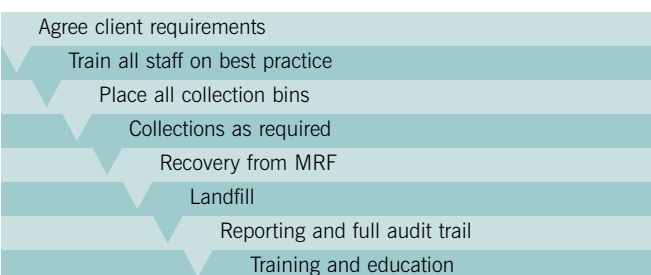 Agree client requirements
Train all staff on best practice
Place all collection bins
Collections as required
Recovery from MRF
Landfill
Reporting and full audit trail
Training and education